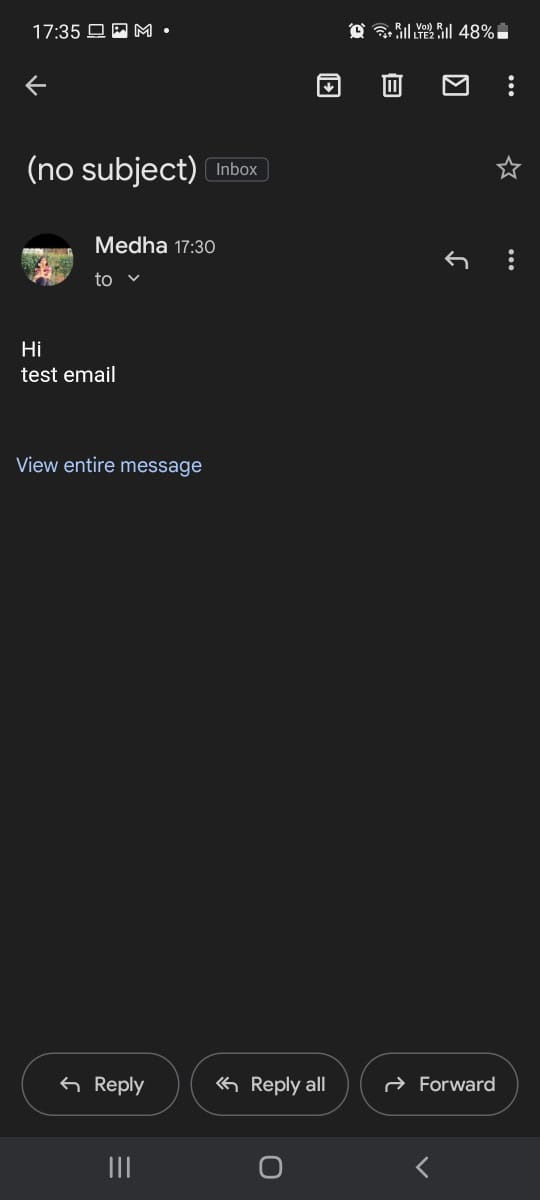 17:35 LTE2 48%
(no subject) Inbox
Medha 17:30
to
Hi
test email
View entire message
Reply Reply all Forward